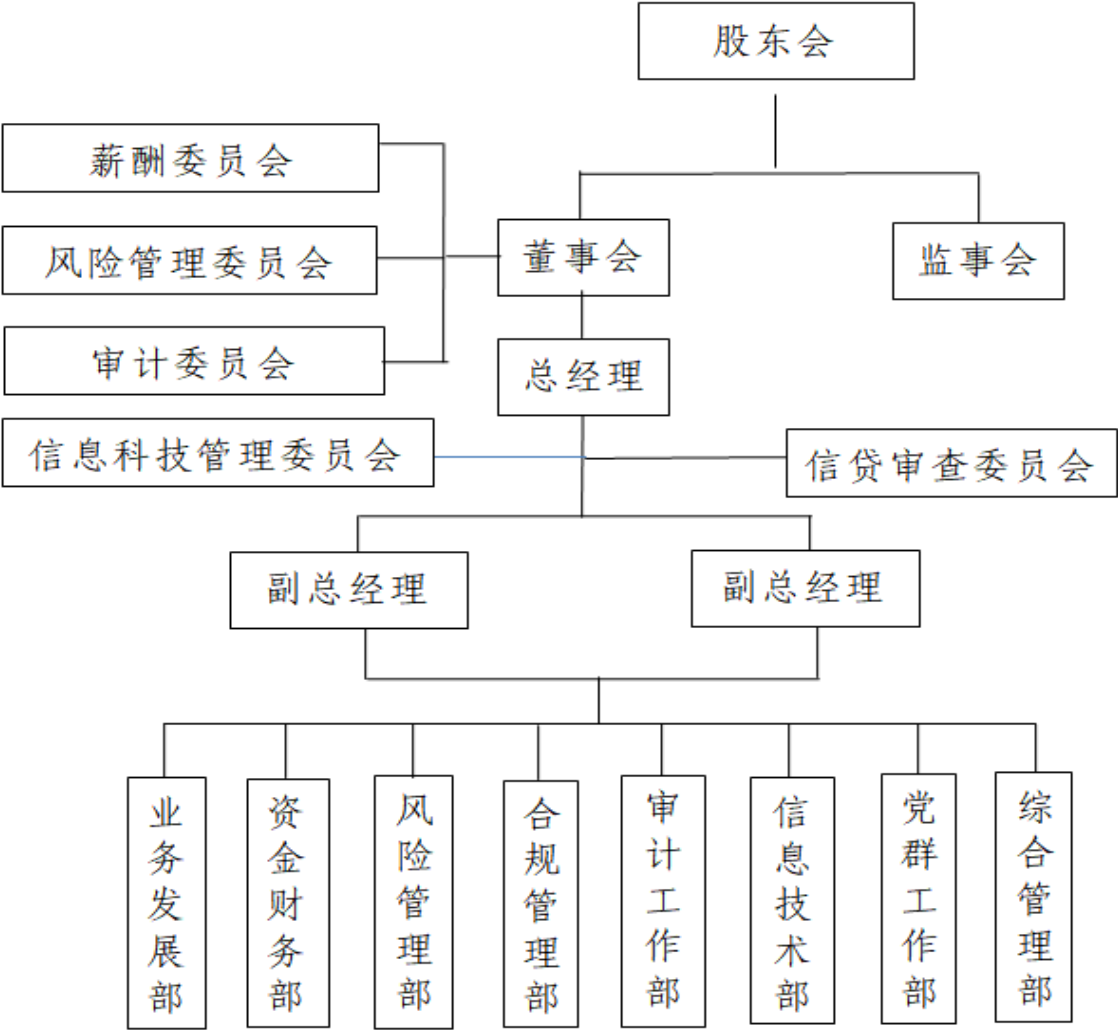 股东会
薪酬委员会
风险管理委员会
董事会
监事会
审计委员会
总经理
信息科技管理委员会
信贷审查委员会
副总经理
副总经理
业务发展部
资金财务部
风险管理部
合规管理部
审计工作部
信息技术部
党群工作部
综合管理部